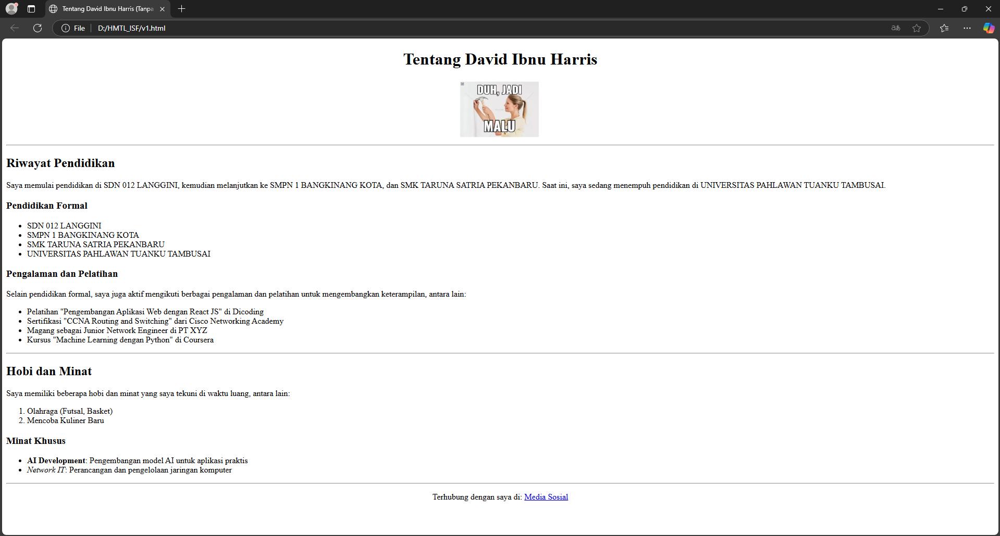 Tentang David Ibnu Harris (Tanpa
File
D:/HMTL_ISF/v1.html
Tentang David Ibnu Harris
DUH, JADI
MALU
Riwayat Pendidikan
Saya memulai pendidikan di SDN 012 LANGGINI, kemudian melanjutkan ke SMPN 1 BANGKINANG KOTA, dan SMK TARUNA SATRIA PEKANBARU. Saat ini, saya sedang menempuh pendidikan di UNIVERSITAS PAHLAWAN TUANKU TAMBUSAI.
Pendidikan Formal
• SDN 012 LANGGINI
• SMPN 1 BANGKINANG KOTA
• SMK TARUNA SATRIA PEKANBARU
• UNIVERSITAS PAHLAWAN TUANKU TAMBUSAI
Pengalaman dan Pelatihan
Selain pendidikan formal, saya juga aktif mengikuti berbagai pengalaman dan pelatihan untuk mengembangkan keterampilan, antara lain:
• Pelatihan "Pengembangan Aplikasi Web dengan React JS" di Dicoding
• Sertifikasi "CCNA Routing and Switching" dari Cisco Networking Academy
• Magang sebagai Junior Network Engineer di PT XYZ
• Kursus "Machine Learning dengan Python" di Coursera
Hobi dan Minat
Saya memiliki beberapa hobi dan minat yang saya tekuni di waktu luang, antara lain:
1. Olahraga (Futsal, Basket)
2. Mencoba Kuliner Baru
Minat Khusus
• AI Development: Pengembangan model AI untuk aplikasi praktis
• Network IT: Perancangan dan pengelolaan jaringan komputer
Terhubung dengan saya di: Media Sosial